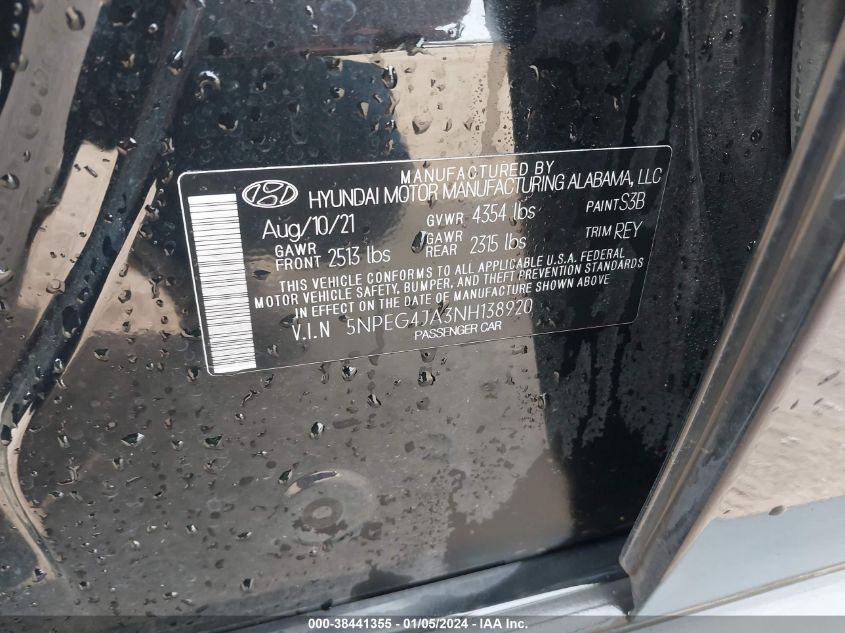 MANUFACTURED BY
HYUNDAI MOTOR MANUFACTURING ALABAMA, LLC
Aug/10/21 GVWR 4354 lbs PAINT S3B
GAWR FRONT 2513 lbs GAWR REAR 2315 lbs TRIM REY
THIS VEHICLE CONFORMS TO ALL APPLICABLE U.S.A. FEDERAL
MOTOR VEHICLE SAFETY, BUMPER, AND THEFT PREVENTION STANDARDS
IN EFFECT ON THE DATE OF MANUFACTURE SHOWN ABOVE.
V.I.N 5NPEG4JA3NH138920
PASSENGER CAR
000-38441355 - 01/05/2024 - IAA Inc.